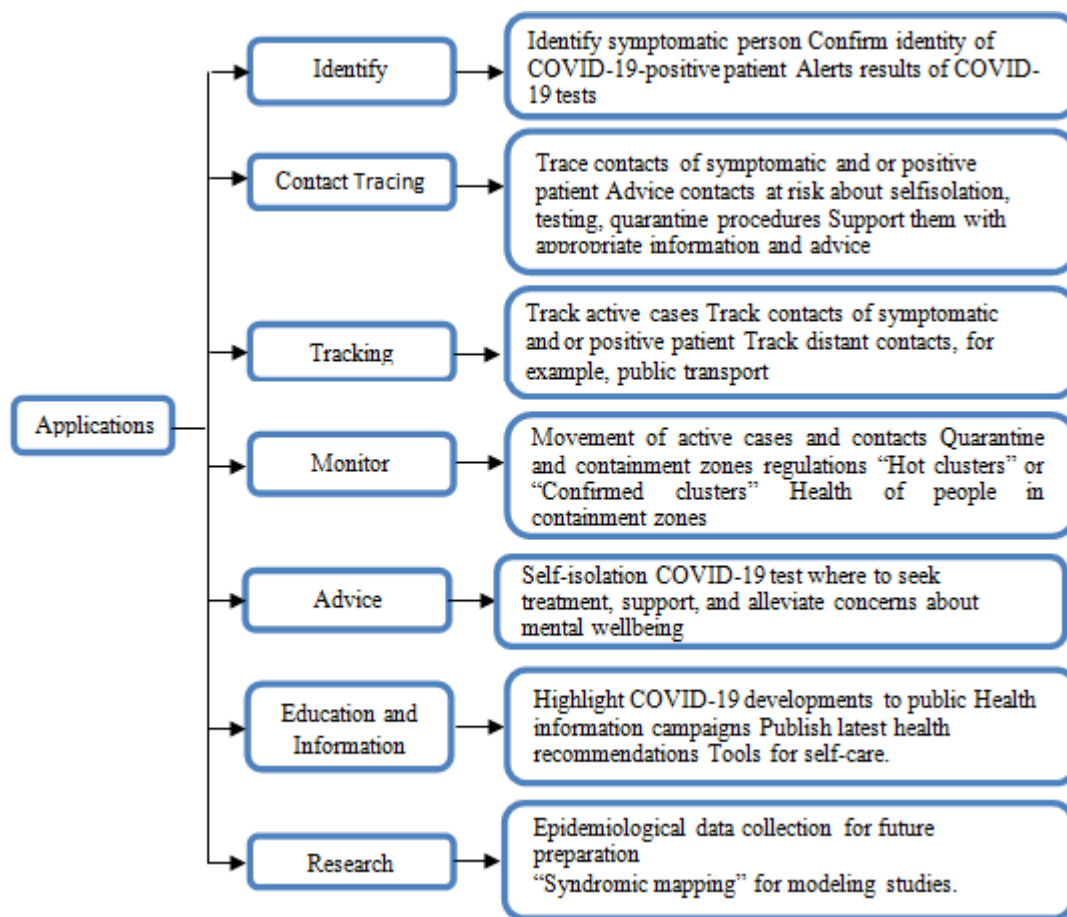 Applications
Identify
Identify symptomatic person Confirm identity of
COVID-19-positive patient Alerts results of COVID-
19 tests
Contact Tracing
Trace contacts of symptomatic and or positive
patient Advice contacts at risk about selfisolation,
testing, quarantine procedures Support them with
appropriate information and advice
Tracking
Track active cases Track contacts of symptomatic
and or positive patient Track distant contacts, for
example, public transport
Monitor
Movement of active cases and contacts Quarantine
and containment zones regulations “Hot clusters” or
“Confirmed clusters” Health of people in
containment zones
Advice
Self-isolation COVID-19 test where to seek
treatment, support, and alleviate concerns about
mental wellbeing
Education and
Information
Highlight COVID-19 developments to public Health
information campaigns Publish latest health
recommendations Tools for self-care.
Research
Epidemiological data collection for future
preparation
“Syndromic mapping” for modeling studies.